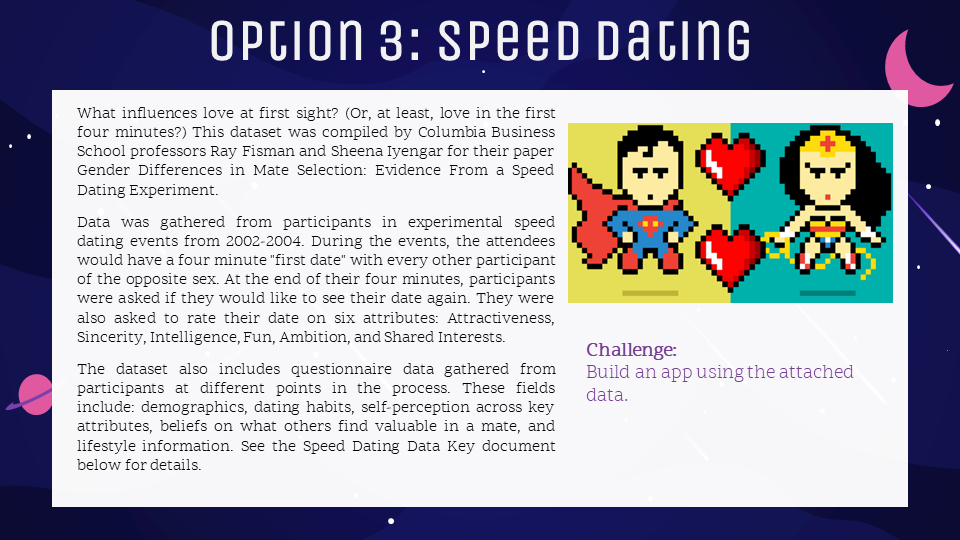 Option 3: Speed Dating
What influences love at first sight? (Or, at least, love in the first
four minutes?) This dataset was compiled by Columbia Business
School professors Ray Fisman and Sheena Iyengar for their paper
Gender Differences in Mate Selection: Evidence From a Speed
Dating Experiment.
Data was gathered from participants in experimental speed
dating events from 2002-2004. During the events, the attendees
would have a four minute "first date" with every other participant
of the opposite sex. At the end of their four minutes, participants
were asked if they would like to see their date again. They were
also asked to rate their date on six attributes: Attractiveness,
Sincerity, Intelligence, Fun, Ambition, and Shared Interests.
The dataset also includes questionnaire data gathered from
participants at different points in the process. These fields
include: demographics, dating habits, self-perception across key
attributes, beliefs on what others find valuable in a mate, and
lifestyle information. See the Speed Dating Data Key document
below for details.
Challenge:
Build an app using the attached
data.